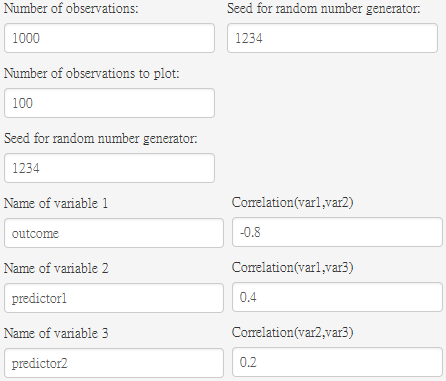 Number of observations: Seed for random number generator:
1000 1234
Number of observations to plot:
100
Seed for random number generator:
1234
Name of variable 1 Correlation(var1,var2)
outcome -0.8
Name of variable 2 Correlation(var1,var3)
predictor1 0.4
Name of variable 3 Correlation(var2,var3)
predictor2 0.2